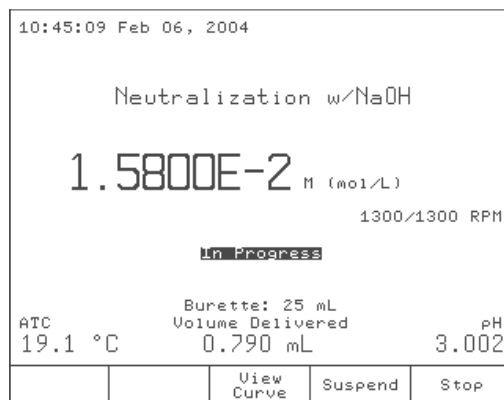 10:45:09 Feb 06, 2004
Neutralization w/NaOH
1.5800E-2 M (mol/L)
1300/1300 RPM
In Progress
Burette: 25 mL
ATC Volume Delivered pH
19.1 °C 0.790 mL 3.002
View Curve Suspend Stop